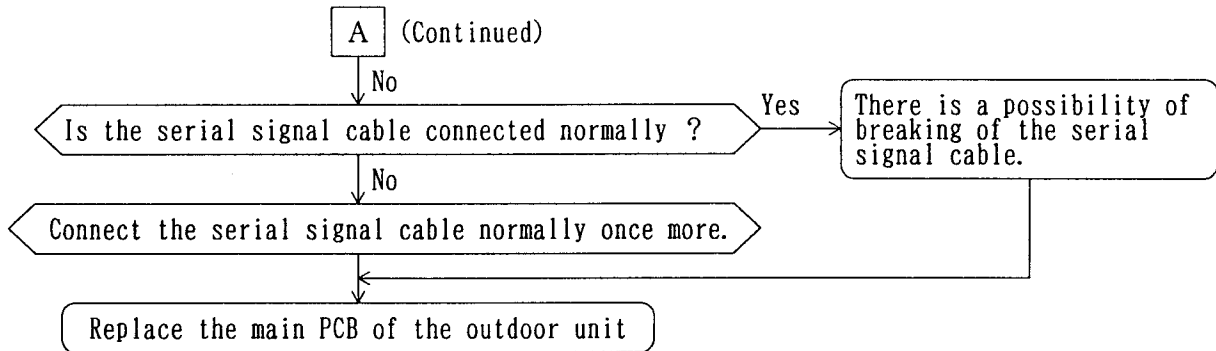 A (Continued)
No
Is the serial signal cable connected normally ?
Yes
There is a possibility of
breaking of the serial
signal cable.
No
Connect the serial signal cable normally once more.
Replace the main PCB of the outdoor unit